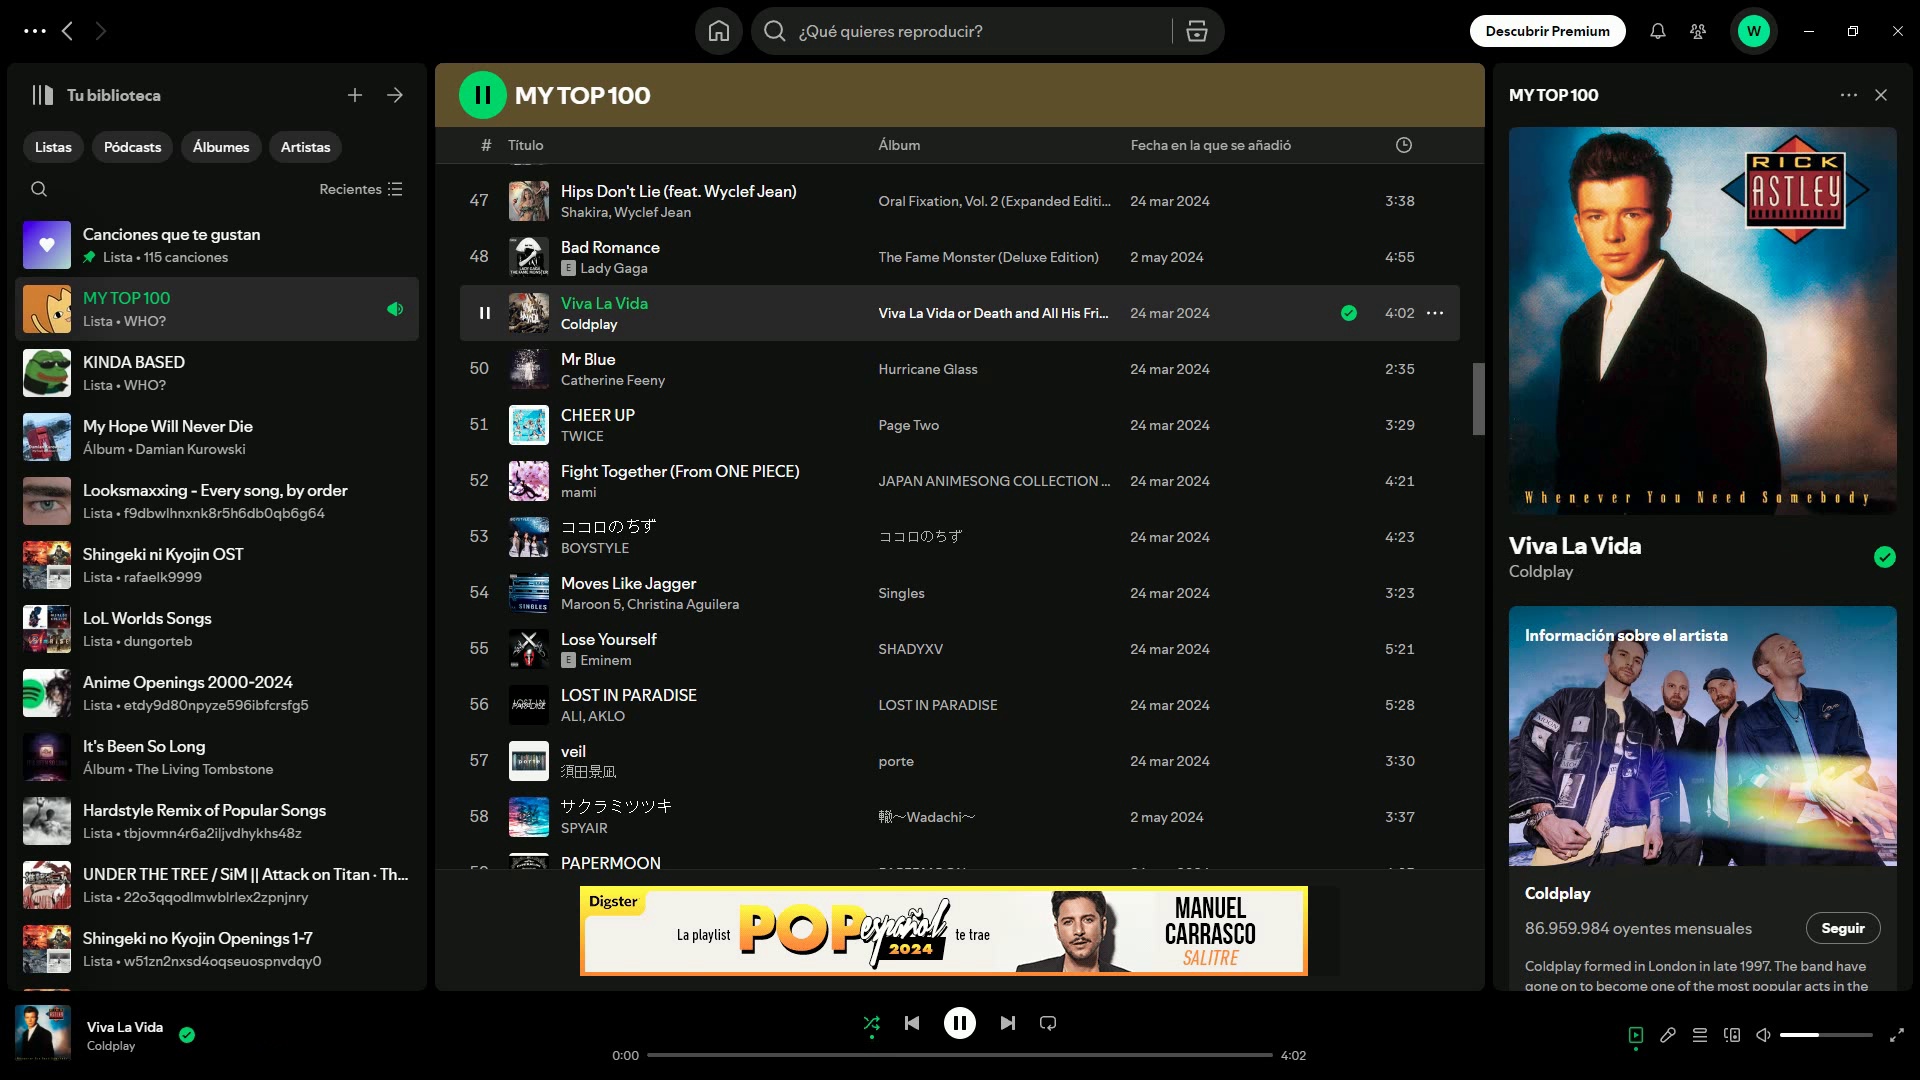 ¿Qué quieres reproducir?
Descubrir Premium
W
Tu biblioteca
Listas
Pódcasts
Álbumes
Artistas
Recientes
Canciones que te gustan
Lista • 115 canciones
MY TOP 100
Lista • WHO?
KINDA BASED
Lista • WHO?
My Hope Will Never Die
Álbum • Damian Kurowski
Looksmaxxing - Every song, by order
Lista • f9dbwlhnxnk8r5h6db0qb6g64
Shingeki ni Kyojin OST
Lista • rafaelk9999
LoL Worlds Songs
Lista • dungorteb
Anime Openings 2000-2024
Lista • etdy9d80npyze596ibfcrsfg5
It's Been So Long
Álbum • The Living Tombstone
Hardstyle Remix of Popular Songs
Lista • tbjovmn4r6a2iljvdhykhs48z
UNDER THE TREE / SiM || Attack on Titan · Th...
Lista • 22o3qqodlmwblrlex2zpnjnry
Shingeki no Kyojin Openings 1-7
Lista • w51zn2nxsd4oqseuospnvdqy0
MY TOP 100
# Título Álbum Fecha en la que se añadió
47 Hips Don't Lie (feat. Wyclef Jean) Oral Fixation, Vol. 2 (Expanded Editi... 24 mar 2024 3:38
Shakira, Wyclef Jean
48 Bad Romance The Fame Monster (Deluxe Edition) 2 may 2024 4:55
E Lady Gaga
Viva La Vida Viva La Vida or Death and All His Fri... 24 mar 2024 4:02
Coldplay
50 Mr Blue Hurricane Glass 24 mar 2024 2:35
Catherine Feeny
51 CHEER UP Page Two 24 mar 2024 3:29
TWICE
52 Fight Together (From ONE PIECE) JAPAN ANIMESONG COLLECTION ... 24 mar 2024 4:21
mami
53 ココロのちず ココロのちず 24 mar 2024 4:23
BOYSTYLE
54 Moves Like Jagger Singles 24 mar 2024 3:23
Maroon 5, Christina Aguilera
55 Lose Yourself SHADYXV 24 mar 2024 5:21
E Eminem
56 LOST IN PARADISE LOST IN PARADISE 24 mar 2024 5:28
ALI, AKLO
57 veil porte 24 mar 2024 3:30
須田景凪
58 サクラミツツキ 轍〜Wadachi〜 2 may 2024 3:37
SPYAIR
PAPERMOON
Digster
La playlist POP español 2024 te trae
MANUEL
CARRASCO
SALITRE
MY TOP 100
RICK
ASTLEY
Whenever You Need Somebody
Viva La Vida
Coldplay
Información sobre el artista
Coldplay
86.959.984 oyentes mensuales
Seguir
Coldplay formed in London in late 1997. The band have
gone on to become one of the most popular acts in the
Viva La Vida
Coldplay
0:00
4:02